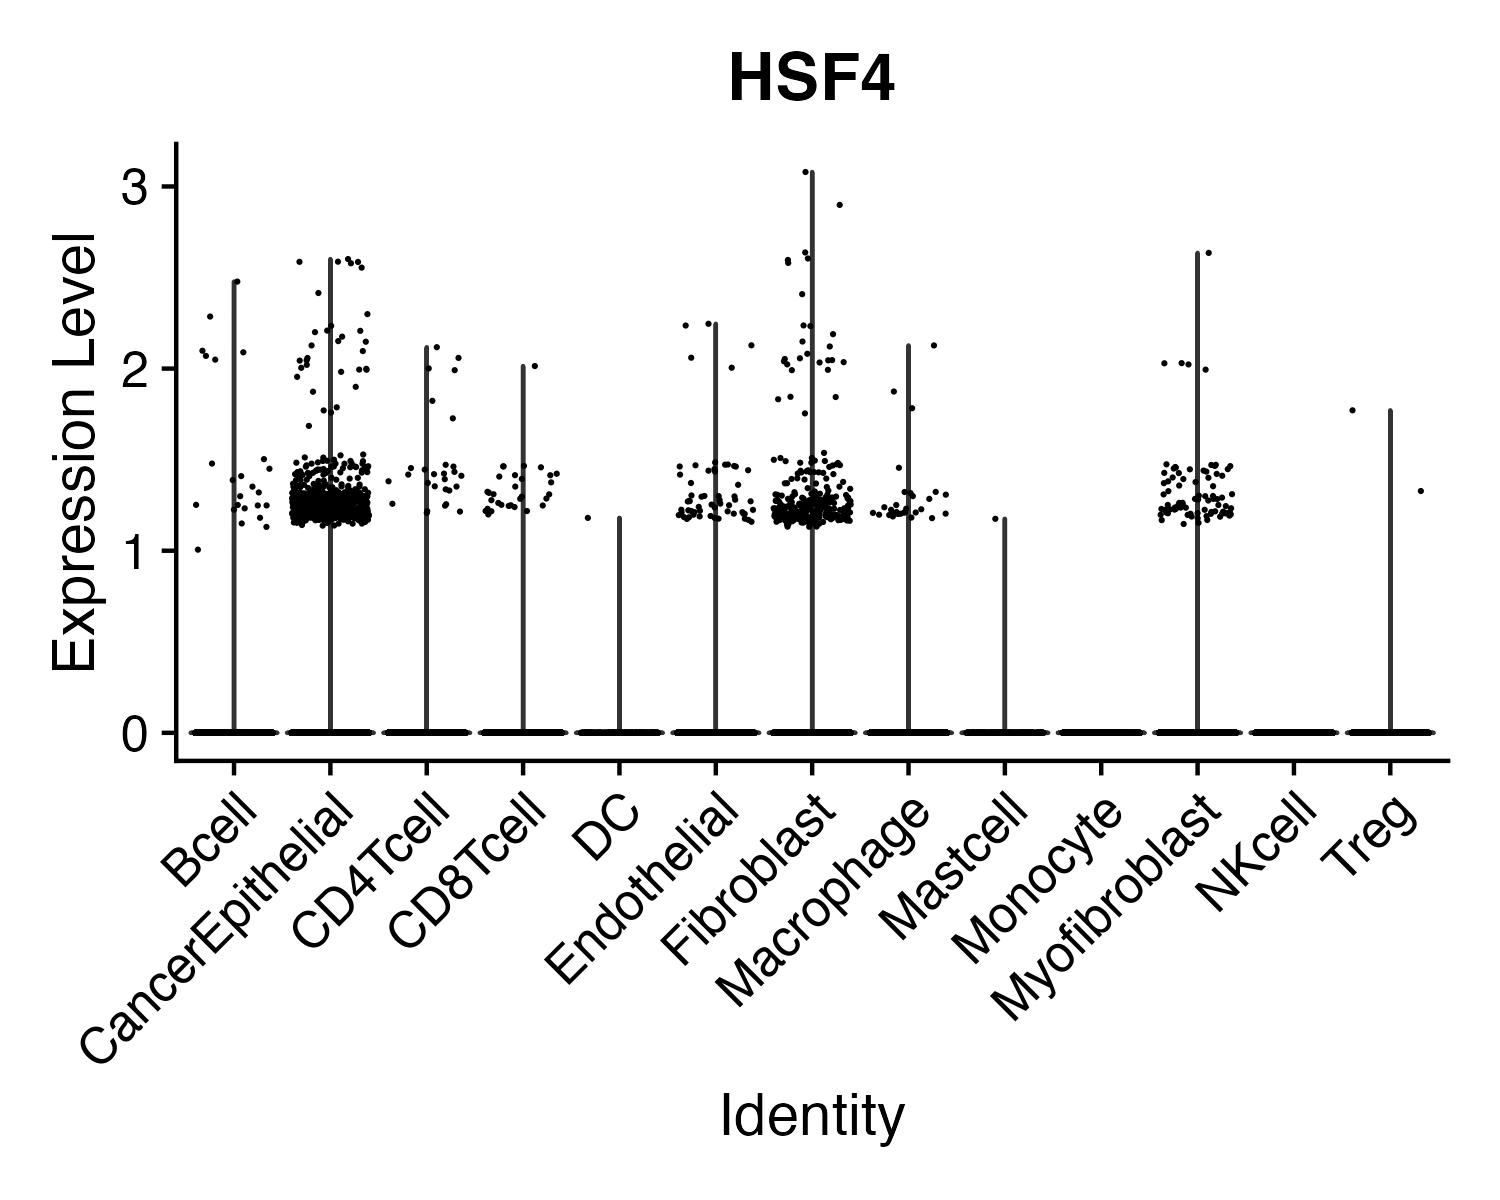 HSF4
Expression Level
3
2
1
0
Bcell
CancerEpithelial
CD4Tcell
CD8Tcell
DC
Endothelial
Fibroblast
Macrophage
Mastcell
Monocyte
Myofibroblast
NKcell
Treg
Identity